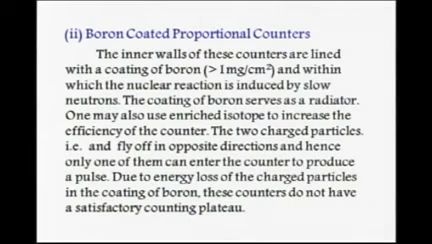 (ii) Boron Coated Proportional Counters
The inner walls of these counters are lined
with a coating of boron (> 1mg/cm²) and within
which the nuclear reaction is induced by slow
neutrons. The coating of boron serves as a radiator.
One may also use enriched isotope to increase the
efficiency of the counter. The two charged particles.
i.e. and fly off in opposite directions and hence
only one of them can enter the counter to produce
a pulse. Due to energy loss of the charged particles
in the coating of boron, these counters do not have
a satisfactory counting plateau.